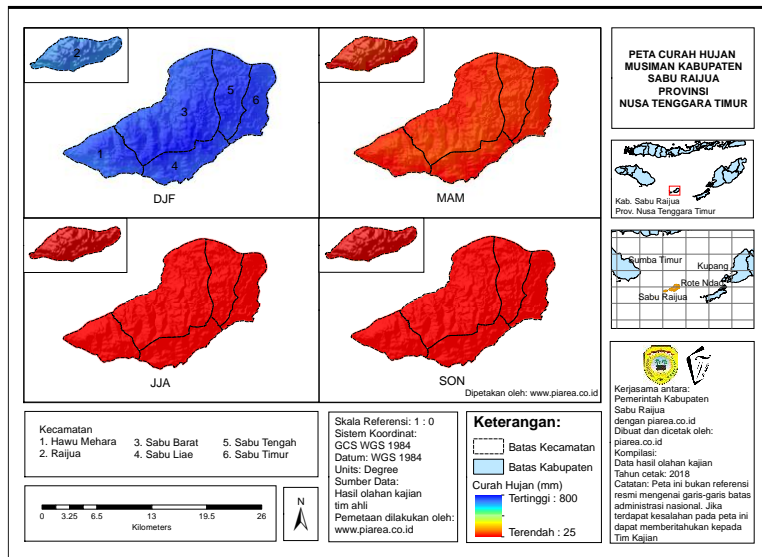 2
5
6
3
1
4
DJF
MAM
JJA
SON
Dipetakan oleh: www.piarea.co.id
PETA CURAH HUJAN
MUSIMAN KABUPATEN
SABU RAIJUA
PROVINSI
NUSA TENGGARA TIMUR
Kab. Sabu Raijua
Prov. Nusa Tenggara Timur
Sumba Timur
Kupang
Rote Ndao
Sabu Raijua
Kecamatan
1. Hawu Mehara 3. Sabu Barat 5. Sabu Tengah
2. Raijua 4. Sabu Liae 6. Sabu Timur
0 3.25 6.5 13 19.5 26
Kilometers
N
Skala Referensi: 1 : 0
Sistem Koordinat:
GCS WGS 1984
Datum: WGS 1984
Units: Degree
Sumber Data:
Hasil olahan kajian
tim ahli
Pemetaan dilakukan oleh:
www.piarea.co.id
Keterangan:
Batas Kecamatan
Batas Kabupaten
Curah Hujan (mm)
Tertinggi : 800
Terendah : 25
Kerjasama antara:
Pemerintah Kabupaten
Sabu Raijua
dengan piarea.co.id
Dibuat dan dicetak oleh:
piarea.co.id
Kompilasi:
Data hasil olahan kajian
Tahun cetak: 2018
Catatan: Peta ini bukan referensi
resmi mengenai garis-garis batas
administrasi nasional. Jika
terdapat kesalahan pada peta ini
dapat memberitahukan kepada
Tim Kajian